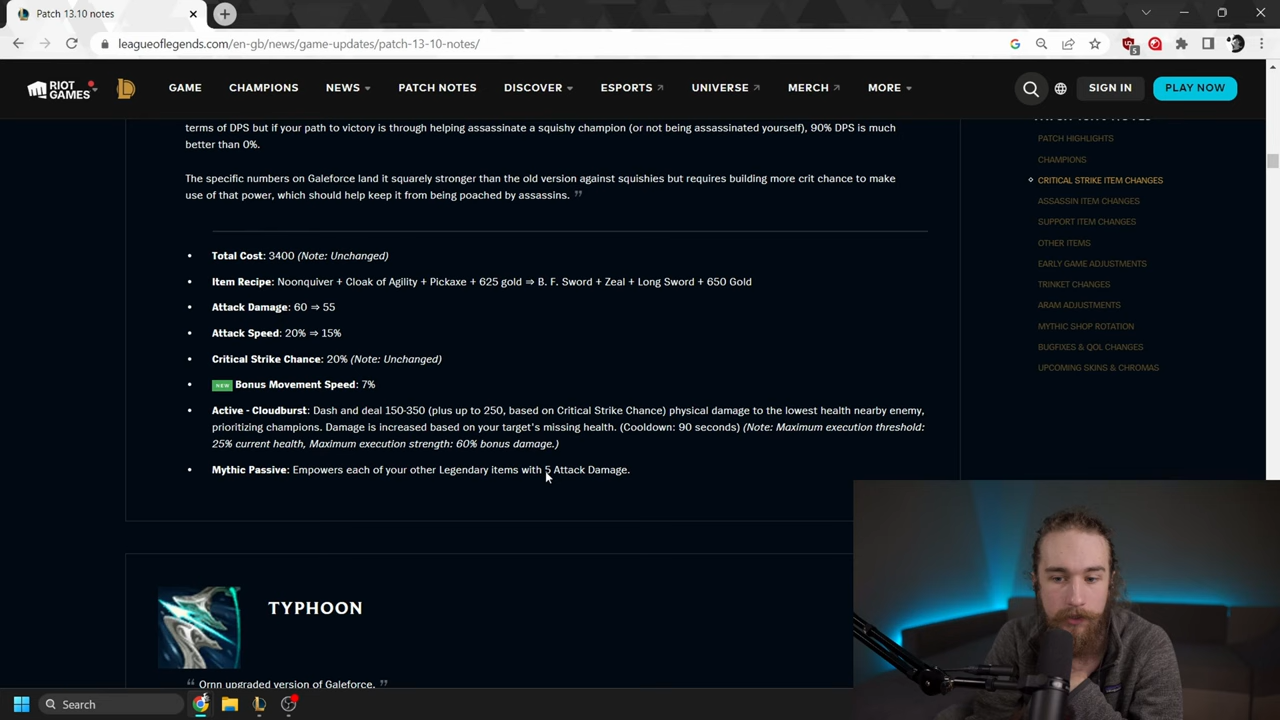 Patch 13.10 notes
leagueoflegends.com/en-gb/news/game-updates/patch-13-10-notes/
5
RIOT GAMES
GAME
CHAMPIONS
NEWS
PATCH NOTES
DISCOVER
ESPORTS
UNIVERSE
MERCH
MORE
SIGN IN
PLAY NOW
terms of DPS but if your path to victory is through helping assassinate a squishy champion (or not being assassinated yourself), 90% DPS is much
better than 0%.
The specific numbers on Galeforce land it squarely stronger than the old version against squishies but requires building more crit chance to make
use of that power, which should help keep it from being poached by assassins. ”
• Total Cost: 3400 (Note: Unchanged)
• Item Recipe: Noonquiver + Cloak of Agility + Pickaxe + 625 gold ⇒ B. F. Sword + Zeal + Long Sword + 650 Gold
• Attack Damage: 60 ⇒ 55
• Attack Speed: 20% ⇒ 15%
• Critical Strike Chance: 20% (Note: Unchanged)
• NEW Bonus Movement Speed: 7%
• Active - Cloudburst: Dash and deal 150-350 (plus up to 250, based on Critical Strike Chance) physical damage to the lowest health nearby enemy,
prioritizing champions. Damage is increased based on your target's missing health. (Cooldown: 90 seconds) (Note: Maximum execution threshold:
25% current health, Maximum execution strength: 60% bonus damage.)
• Mythic Passive: Empowers each of your other Legendary items with 5 Attack Damage.
TYPHOON
“ Ornn upgraded version of Galeforce. ”
PATCH HIGHLIGHTS
CHAMPIONS
CRITICAL STRIKE ITEM CHANGES
ASSASSIN ITEM CHANGES
SUPPORT ITEM CHANGES
OTHER ITEMS
EARLY GAME ADJUSTMENTS
TRINKET CHANGES
ARAM ADJUSTMENTS
MYTHIC SHOP ROTATION
BUGFIXES & QOL CHANGES
UPCOMING SKINS & CHROMAS
Search